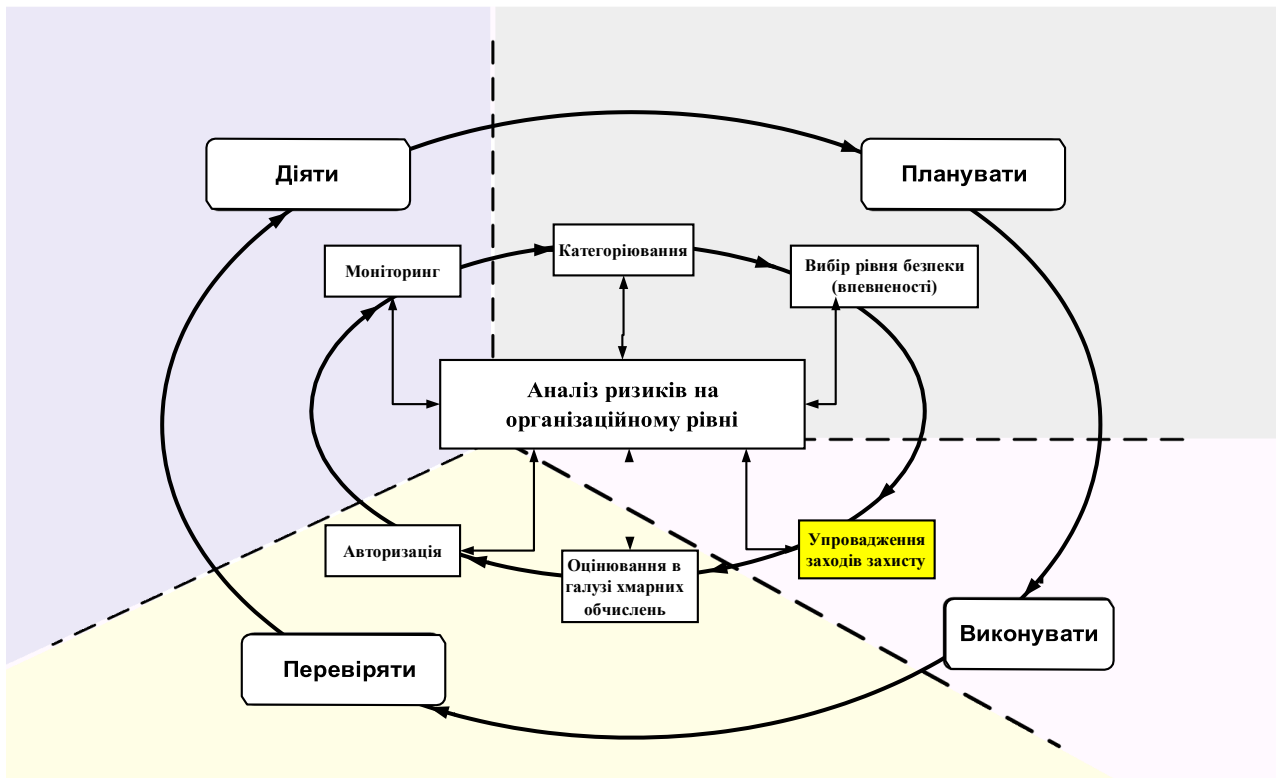 Діяти
Планувати
Категоріювання
Моніторинг
Вибір рівня безпеки
(впевненості)
Аналіз ризиків на
організаційному рівні
Авторизація
Оцінювання в
галузі хмарних
обчислень
Упровадження
заходів захисту
Виконувати
Перевіряти